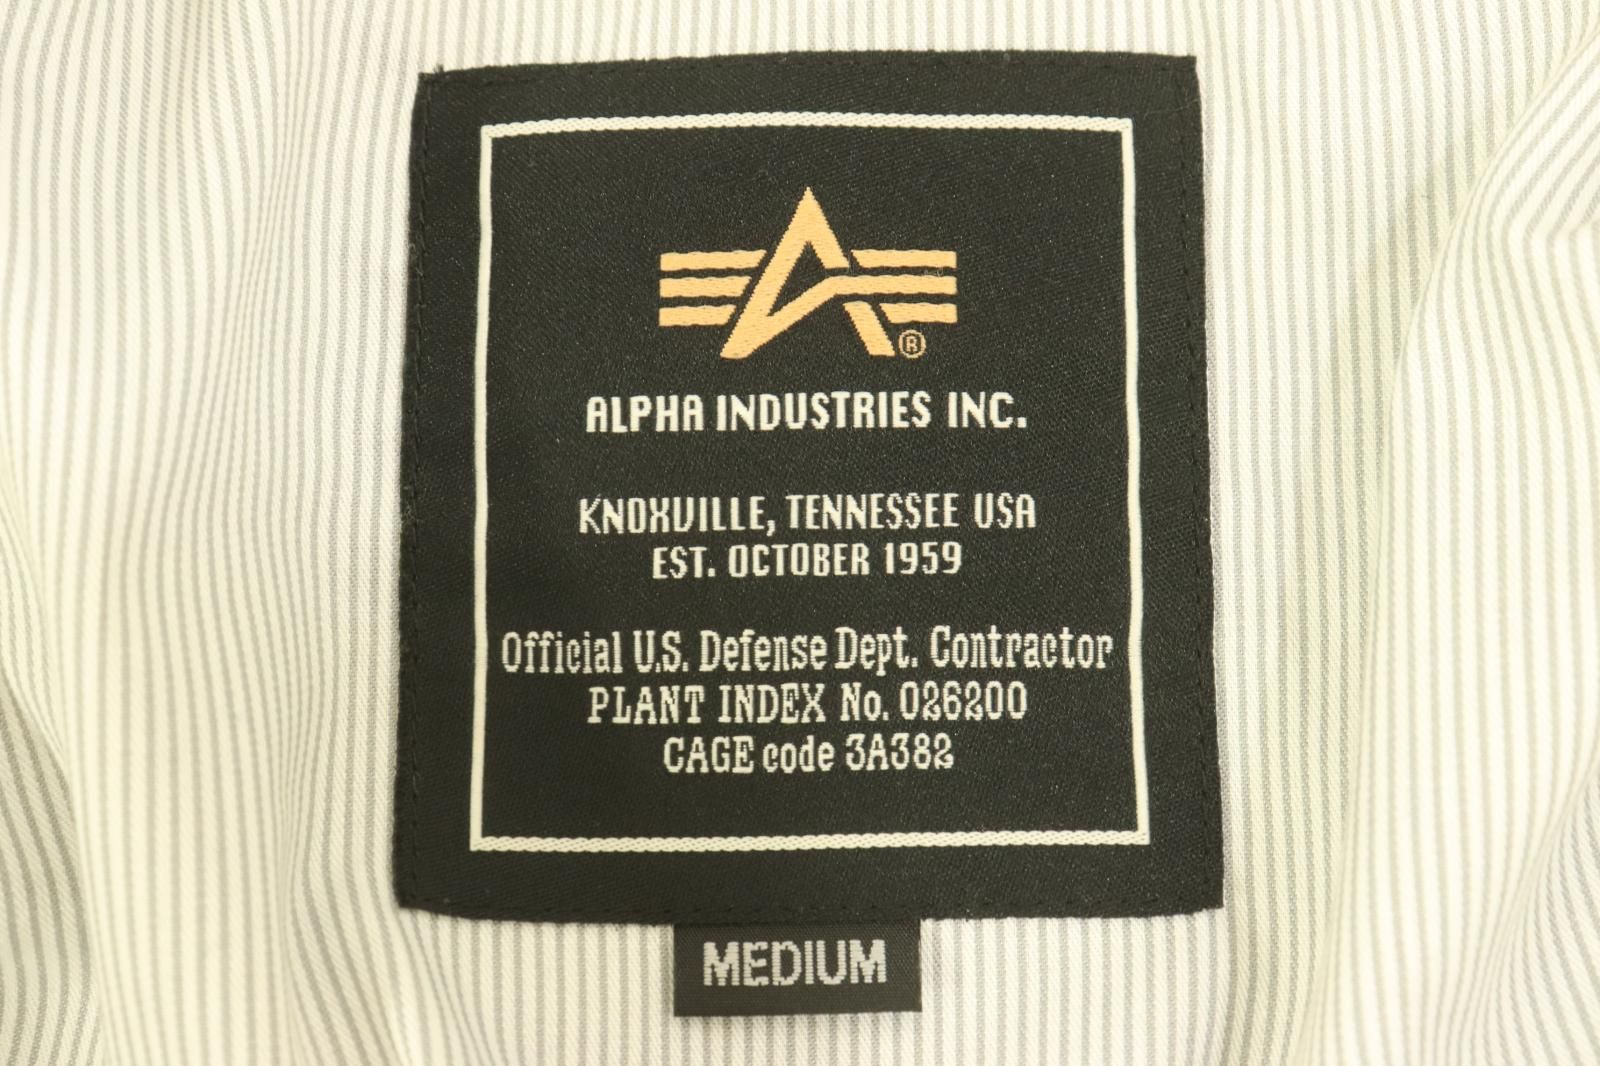 ®
ALPHA INDUSTRIES INC.
KNOXVILLE, TENNESSEE USA
EST. OCTOBER 1959
Official U.S. Defense Dept. Contractor
PLANT INDEX No. 026200
CAGE code 3A382
MEDIUM